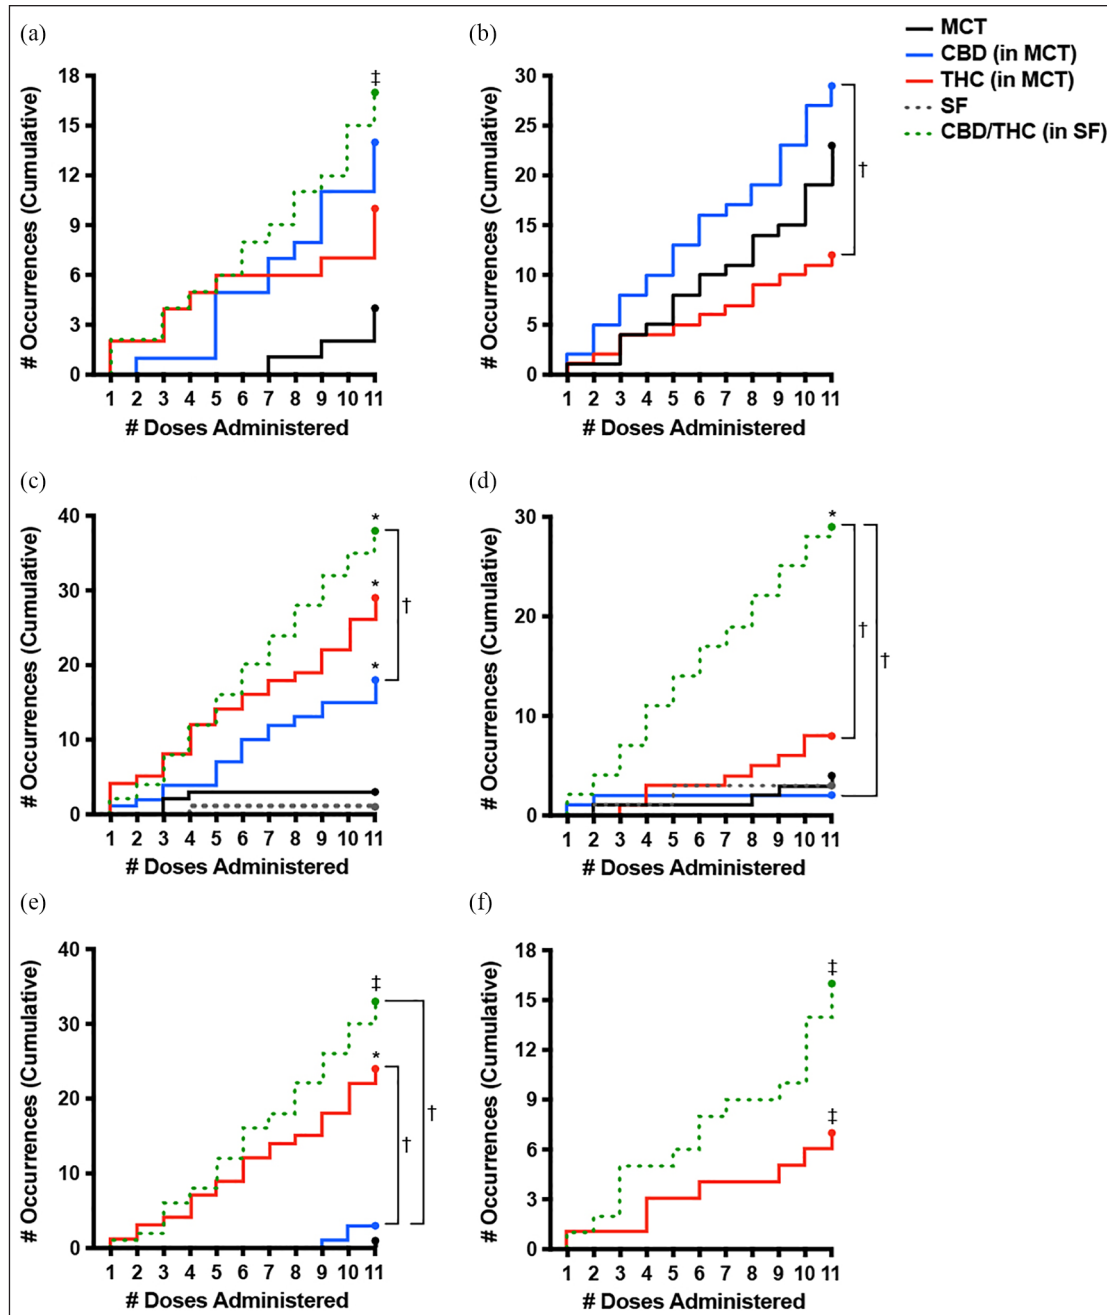 MCT
CBD (in MCT)
THC (in MCT)
SF
CBD/THC (in SF)
(a)
# Occurrences (Cumulative)
18
15
12
9
6
3
0
‡
1 2 3 4 5 6 7 8 9 10 11
# Doses Administered
(b)
# Occurrences (Cumulative)
30
25
20
15
10
5
0
†
1 2 3 4 5 6 7 8 9 10 11
# Doses Administered
(c)
# Occurrences (Cumulative)
40
30
20
10
0
*
*
*
†
1 2 3 4 5 6 7 8 9 10 11
# Doses Administered
(d)
# Occurrences (Cumulative)
30
20
10
0
*
†
†
1 2 3 4 5 6 7 8 9 10 11
# Doses Administered
(e)
# Occurrences (Cumulative)
40
30
20
10
0
‡
*
†
†
1 2 3 4 5 6 7 8 9 10 11
# Doses Administered
(f)
# Occurrences (Cumulative)
18
15
12
9
6
3
0
‡
‡
1 2 3 4 5 6 7 8 9 10 11
# Doses Administered